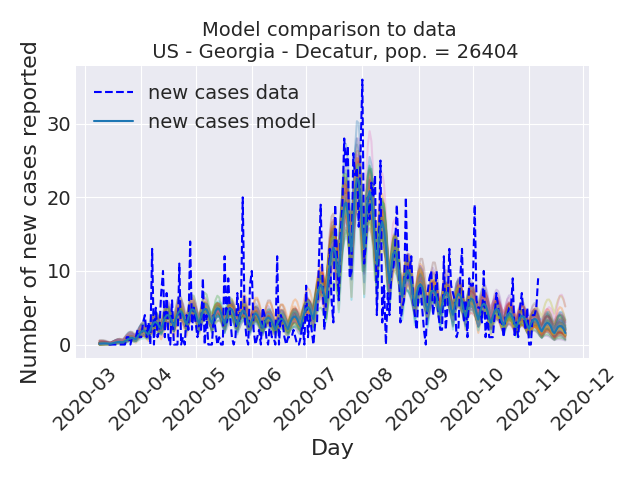 Model comparison to data
US - Georgia - Decatur, pop. = 26404
Number of new cases reported
new cases data
new cases model
30
20
10
0
2020-03
2020-04
2020-05
2020-06
2020-07
2020-08
2020-09
2020-10
2020-11
2020-12
Day